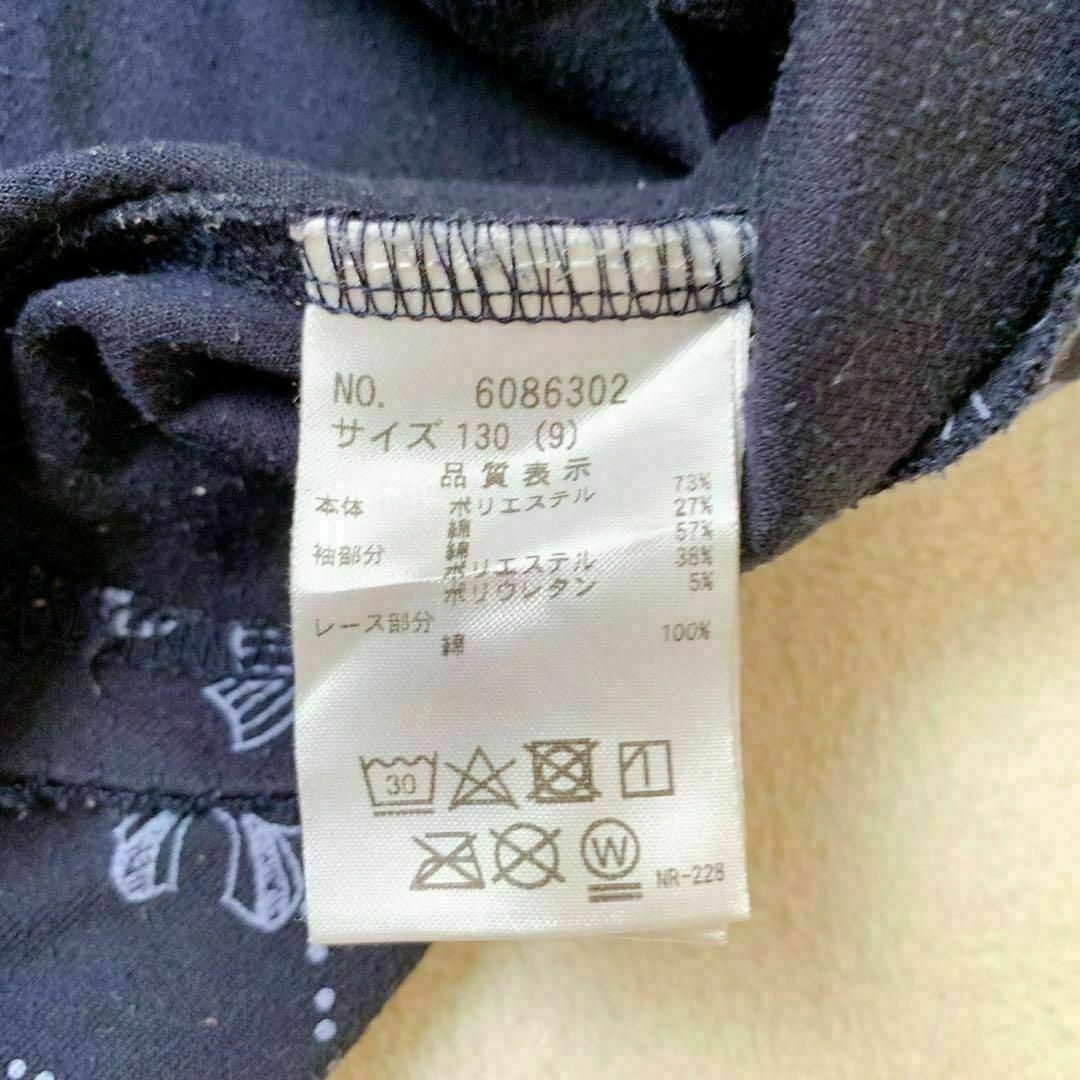 NO. 6086302
サイズ 130 (9)
品質表示
本体 ポリエステル 73%
綿 27%
袖部分 綿 57%
ポリエステル 38%
ポリウレタン 5%
レース部分
綿 100%
30
W
NR-228